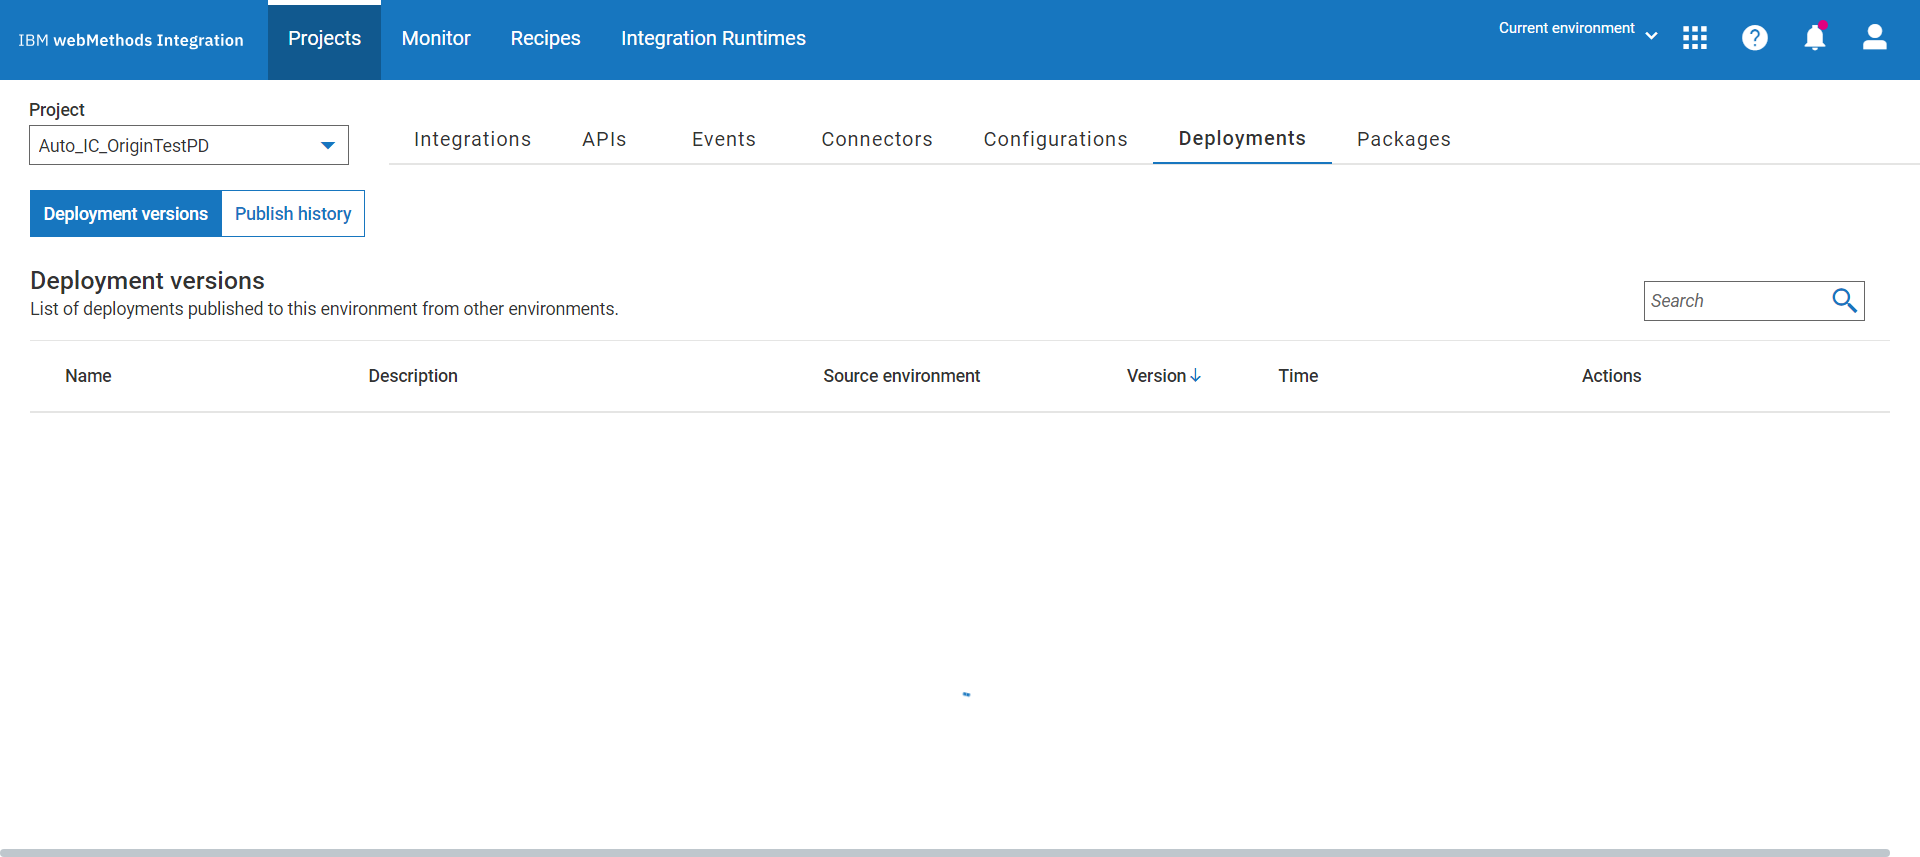 IBM webMethods Integration
Projects
Monitor
Recipes
Integration Runtimes
Current environment
Project
Auto_IC_OriginTestPD
Integrations
APIs
Events
Connectors
Configurations
Deployments
Packages
Deployment versions
Publish history
Deployment versions
List of deployments published to this environment from other environments.
Search
Name
Description
Source environment
Version
Time
Actions